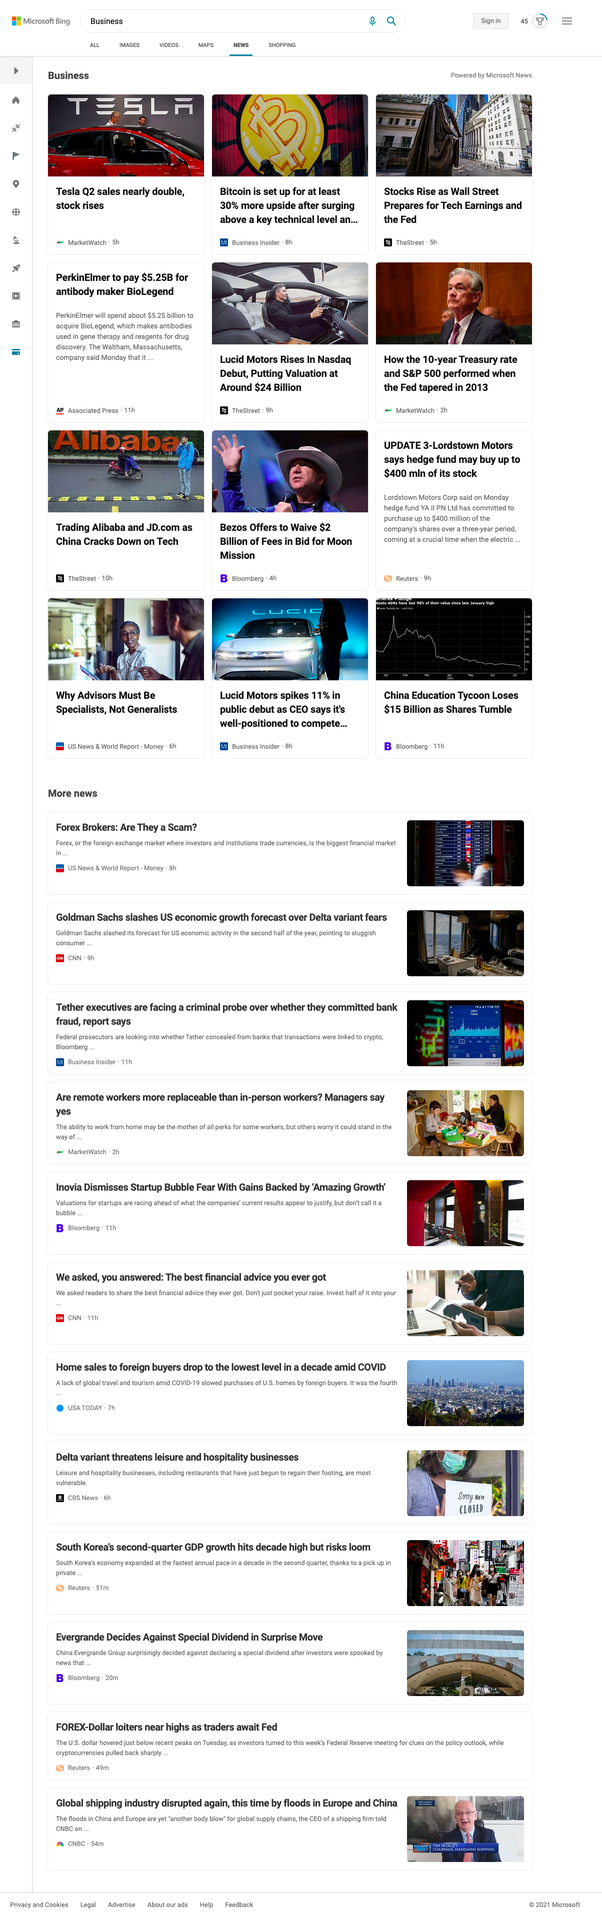 Microsoft Bing
Business
Sign in
45
ALL
IMAGES
VIDEOS
MAPS
NEWS
SHOPPING
Business
Powered by Microsoft News
TESLA
Tesla Q2 sales nearly double,
stock rises
MarketWatch · 5h
Bitcoin is set up for at least
30% more upside after surging
above a key technical level an...
Business Insider · 8h
Stocks Rise as Wall Street
Prepares for Tech Earnings and
the Fed
TheStreet · 5h
PerkinElmer to pay $5.25B for
antibody maker BioLegend
PerkinElmer will spend about $5.25 billion to
acquire BioLegend, which makes antibodies
used in gene therapy and reagents for drug
discovery. The Waltham, Massachusetts,
company said Monday that it ...
AP Associated Press · 11h
Lucid Motors Rises In Nasdaq
Debut, Putting Valuation at
Around $24 Billion
TheStreet · 9h
How the 10-year Treasury rate
and S&P 500 performed when
the Fed tapered in 2013
MarketWatch · 2h
Alibaba
Trading Alibaba and JD.com as
China Cracks Down on Tech
TheStreet · 10h
Bezos Offers to Waive $2
Billion of Fees in Bid for Moon
Mission
B Bloomberg · 4h
UPDATE 3-Lordstown Motors
says hedge fund may buy up to
$400 mln of its stock
Lordstown Motors Corp said on Monday
hedge fund YA II PN Ltd has committed to
purchase up to $400 million of the
company's shares over a three-year period,
coming at a crucial time when the electric ...
Reuters · 9h
Why Advisors Must Be
Specialists, Not Generalists
US News & World Report - Money · 6h
LUCID
Lucid Motors spikes 11% in
public debut as CEO says it's
well-positioned to compete...
Business Insider · 8h
China Education Tycoon Loses
$15 Billion as Shares Tumble
B Bloomberg · 11h
More news
Forex Brokers: Are They a Scam?
Forex, or the foreign exchange market where investors and institutions trade currencies, is the biggest financial market
in ...
US News & World Report - Money · 8h
Goldman Sachs slashes US economic growth forecast over Delta variant fears
Goldman Sachs slashed its forecast for US economic activity in the second half of the year, pointing to sluggish
consumer ...
CNN · 9h
Tether executives are facing a criminal probe over whether they committed bank
fraud, report says
Federal prosecutors are looking into whether Tether concealed from banks that transactions were linked to crypto,
Bloomberg ...
Business Insider · 11h
Are remote workers more replaceable than in-person workers? Managers say
yes
The ability to work from home may be the mother of all perks for some workers, but others worry it could stand in the
way of ...
MarketWatch · 2h
Inovia Dismisses Startup Bubble Fear With Gains Backed by ‘Amazing Growth’
Valuations for startups are racing ahead of what the companies' current results appear to justify, but don't call it a
bubble ...
B Bloomberg · 11h
We asked, you answered: The best financial advice you ever got
We asked readers to share the best financial advice they ever got. Don't just pocket your raise. Invest half of it into your
...
CNN · 11h
Home sales to foreign buyers drop to the lowest level in a decade amid COVID
A lack of global travel and tourism amid COVID-19 slowed purchases of U.S. homes by foreign buyers. It was the fourth
...
USA TODAY · 7h
Delta variant threatens leisure and hospitality businesses
Leisure and hospitality businesses, including restaurants that have just begun to regain their footing, are most
vulnerable.
CBS News · 6h
Sorry We're
CLOSED
South Korea's second-quarter GDP growth hits decade high but risks loom
South Korea's economy expanded at the fastest annual pace in a decade in the second quarter, thanks to a pick up in
private ...
Reuters · 51m
Evergrande Decides Against Special Dividend in Surprise Move
China Evergrande Group surprisingly decided against declaring a special dividend after investors were spooked by
news that ...
B Bloomberg · 20m
FOREX-Dollar loiters near highs as traders await Fed
The U.S. dollar hovered just below recent peaks on Tuesday, as investors turned to this week's Federal Reserve meeting for clues on the policy outlook, while
cryptocurrencies pulled back sharply ...
Reuters · 49m
Global shipping industry disrupted again, this time by floods in Europe and China
The floods in China and Europe are yet "another body blow" for global supply chains, the CEO of a shipping firm told
CNBC on ...
CNBC · 54m
TIM HUXLEY
CHAIRMAN, MANDARIN SHIPPING
Privacy and Cookies
Legal
Advertise
About our ads
Help
Feedback
© 2021 Microsoft